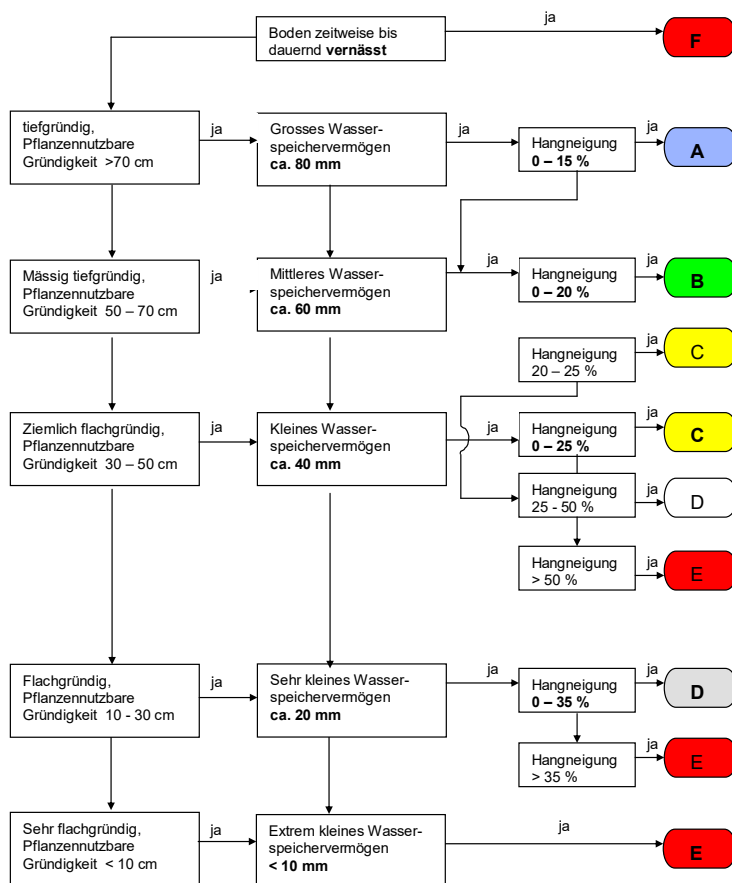 Boden zeitweise bis
dauernd vernässt
ja
F
tiefgründig,
Pflanzennutzbare
Gründigkeit >70 cm
ja
Grosses Wasser-
speichervermögen
ca. 80 mm
ja
Hangneigung
0 – 15 %
ja
A
Mässig tiefgründig,
Pflanzennutzbare
Gründigkeit 50 – 70 cm
ja
Mittleres Wasser-
speichervermögen
ca. 60 mm
ja
Hangneigung
0 – 20 %
ja
B
Hangneigung
20 – 25 %
ja
C
Ziemlich flachgründig,
Pflanzennutzbare
Gründigkeit 30 – 50 cm
ja
Kleines Wasser-
speichervermögen
ca. 40 mm
ja
Hangneigung
0 – 25 %
ja
C
Hangneigung
25 - 50 %
ja
D
Hangneigung
> 50 %
ja
E
Flachgründig,
Pflanzennutzbare
Gründigkeit 10 - 30 cm
ja
Sehr kleines Wasser-
speichervermögen
ca. 20 mm
ja
Hangneigung
0 – 35 %
ja
D
Hangneigung
> 35 %
ja
E
Sehr flachgründig,
Pflanzennutzbare
Gründigkeit < 10 cm
ja
Extrem kleines Wasser-
speichervermögen
< 10 mm
ja
E